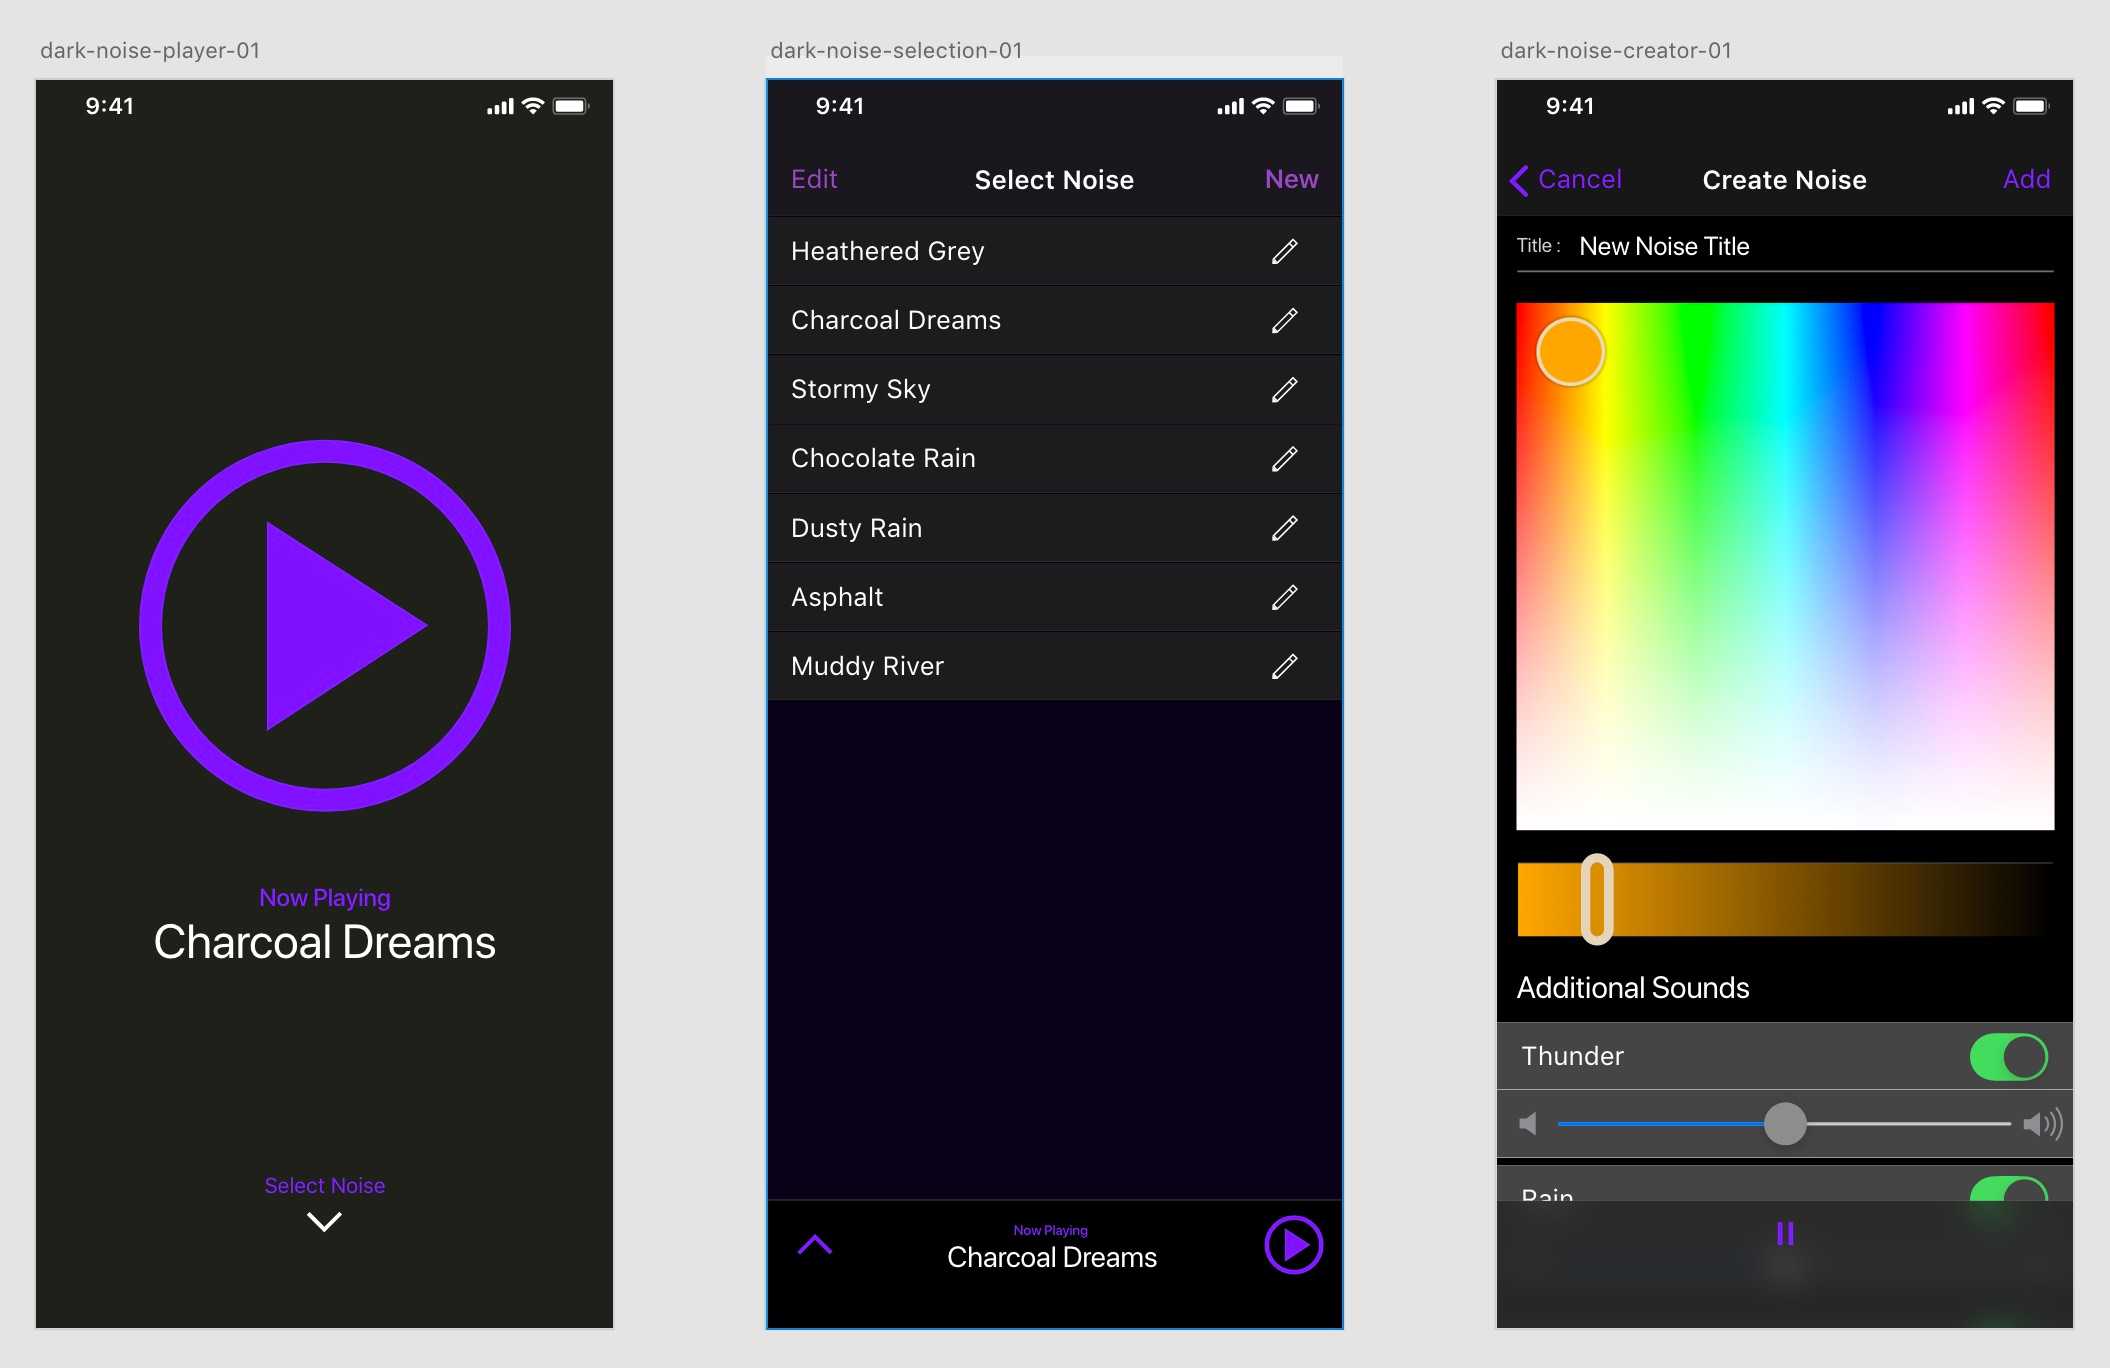 dark-noise-player-01
9:41
Now Playing
Charcoal Dreams
Select Noise
dark-noise-selection-01
9:41
Edit Select Noise New
Heathered Grey
Charcoal Dreams
Stormy Sky
Chocolate Rain
Dusty Rain
Asphalt
Muddy River
Now Playing
Charcoal Dreams
dark-noise-creator-01
9:41
Cancel Create Noise Add
Title : New Noise Title
Additional Sounds
Thunder
Rain